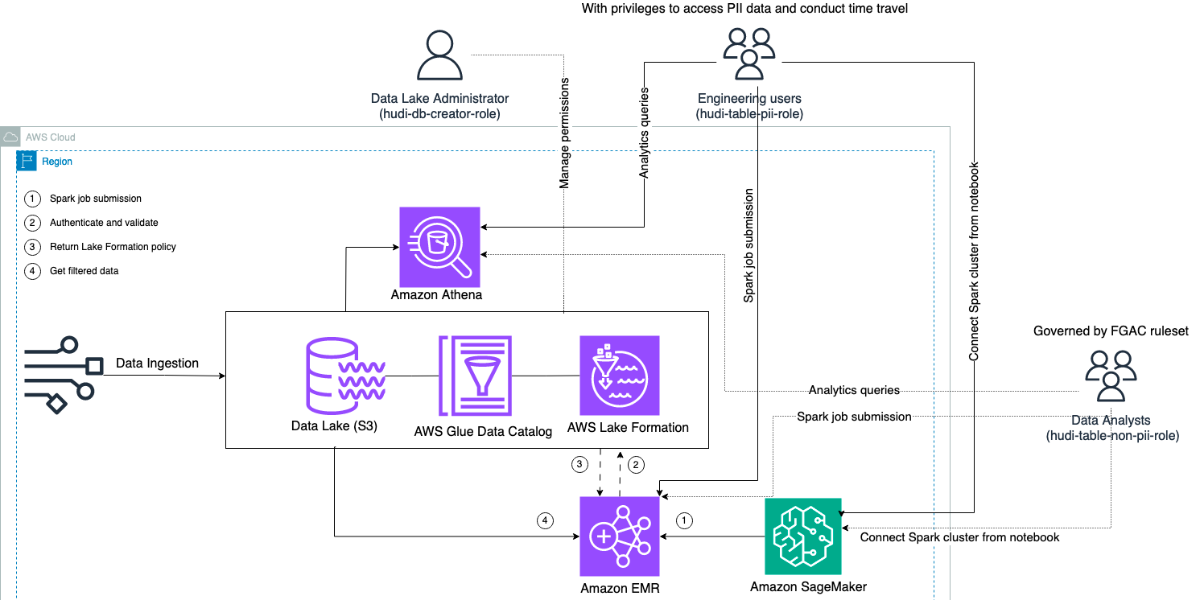 With privileges to access PII data and conduct time travel
Data Lake Administrator
(hudi-db-creator-role)
Engineering users
(hudi-table-pii-role)
Manage permissions
Analytics queries
AWS Cloud
Region
1 Spark job submission
2 Authenticate and validate
3 Return Lake Formation policy
4 Get filtered data
Spark job submission
Connect Spark cluster from notebook
Amazon Athena
Governed by FGAC ruleset
Data Ingestion
Data Lake (S3)
AWS Glue Data Catalog
AWS Lake Formation
Analytics queries
Spark job submission
Data Analysts
(hudi-table-non-pii-role)
3
2
4
1
Connect Spark cluster from notebook
Amazon EMR
Amazon SageMaker